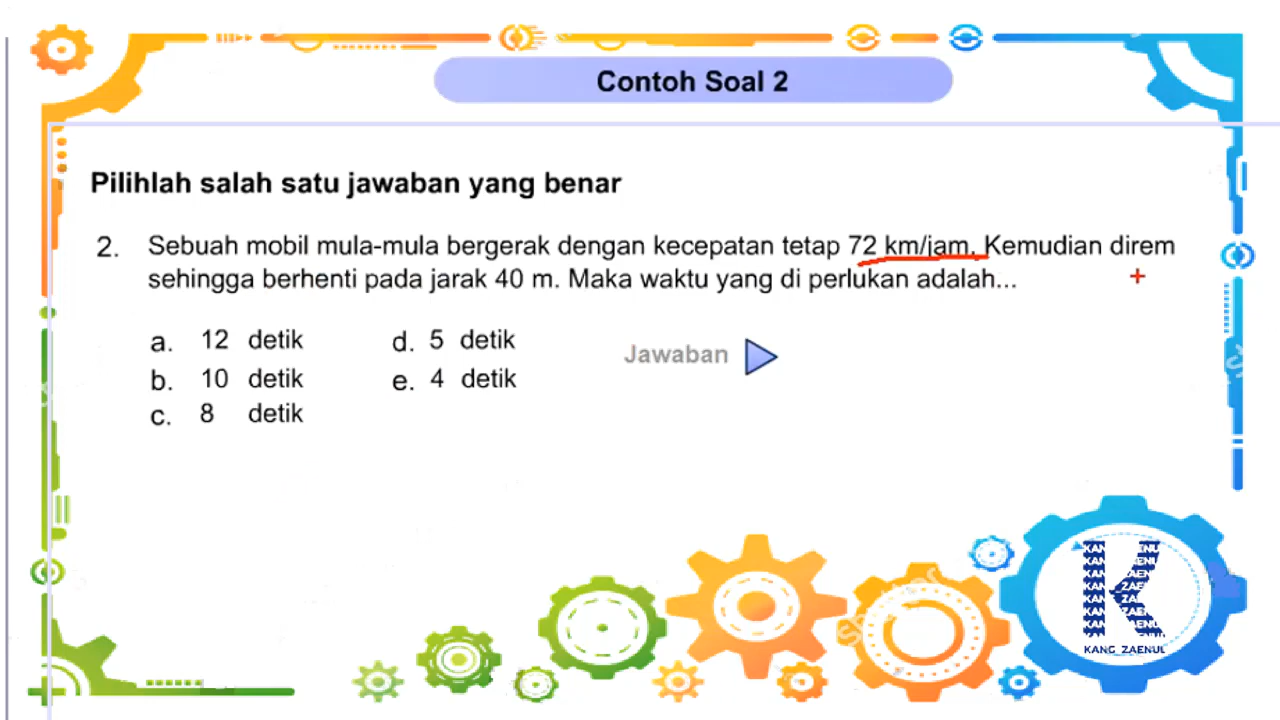 Contoh Soal 2
Pilihlah salah satu jawaban yang benar
2. Sebuah mobil mula-mula bergerak dengan kecepatan tetap 72 km/jam, Kemudian direm
sehingga berhenti pada jarak 40 m. Maka waktu yang di perlukan adalah...
a. 12 detik d. 5 detik
Jawaban
b. 10 detik e. 4 detik
c. 8 detik
K
KANG_ZAENUL